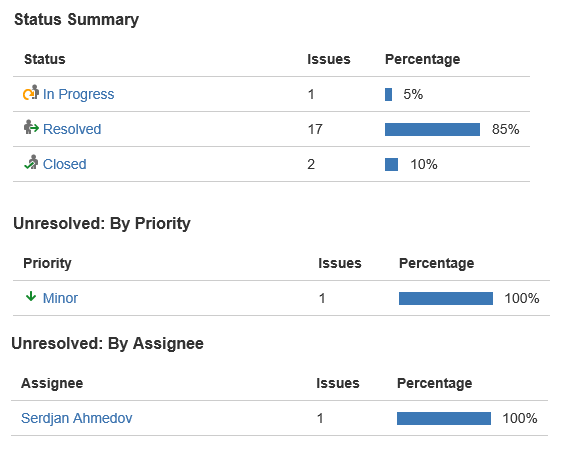 Status Summary
Status Issues Percentage
In Progress 1 5%
Resolved 17 85%
Closed 2 10%
Unresolved: By Priority
Priority Issues Percentage
Minor 1 100%
Unresolved: By Assignee
Assignee Issues Percentage
Serdjan Ahmedov 1 100%